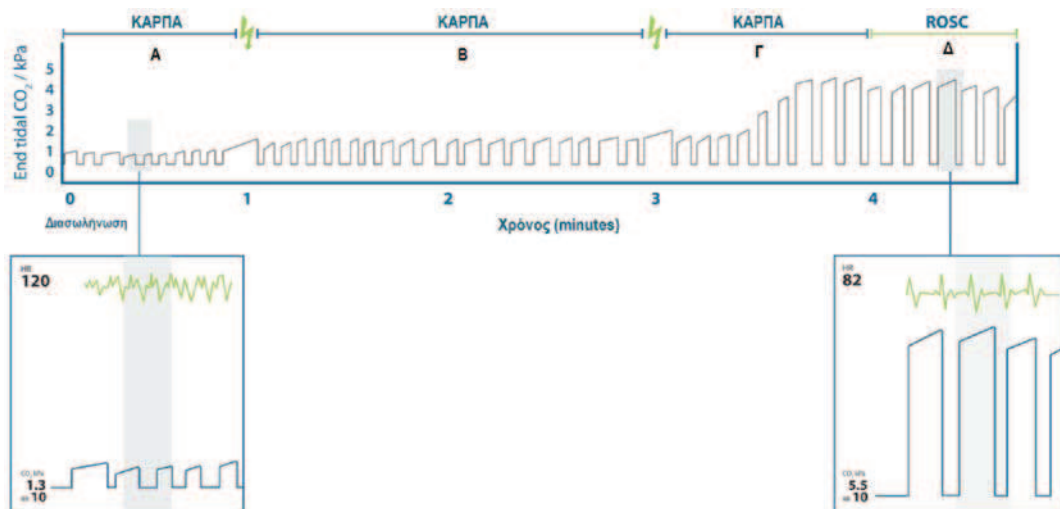 ΚΑΡΠΑ ΚΑΡΠΑ ΚΑΡΠΑ ROSC
Α Β Γ Δ
End tidal CO₂ / kPa
5
4
3
2
1
0
0 1 2 3 4
Διασωλήνωση
Χρόνος (minutes)
HR
120
CO₂ kPa
1.3
10
HR
82
CO₂ kPa
5.5
10